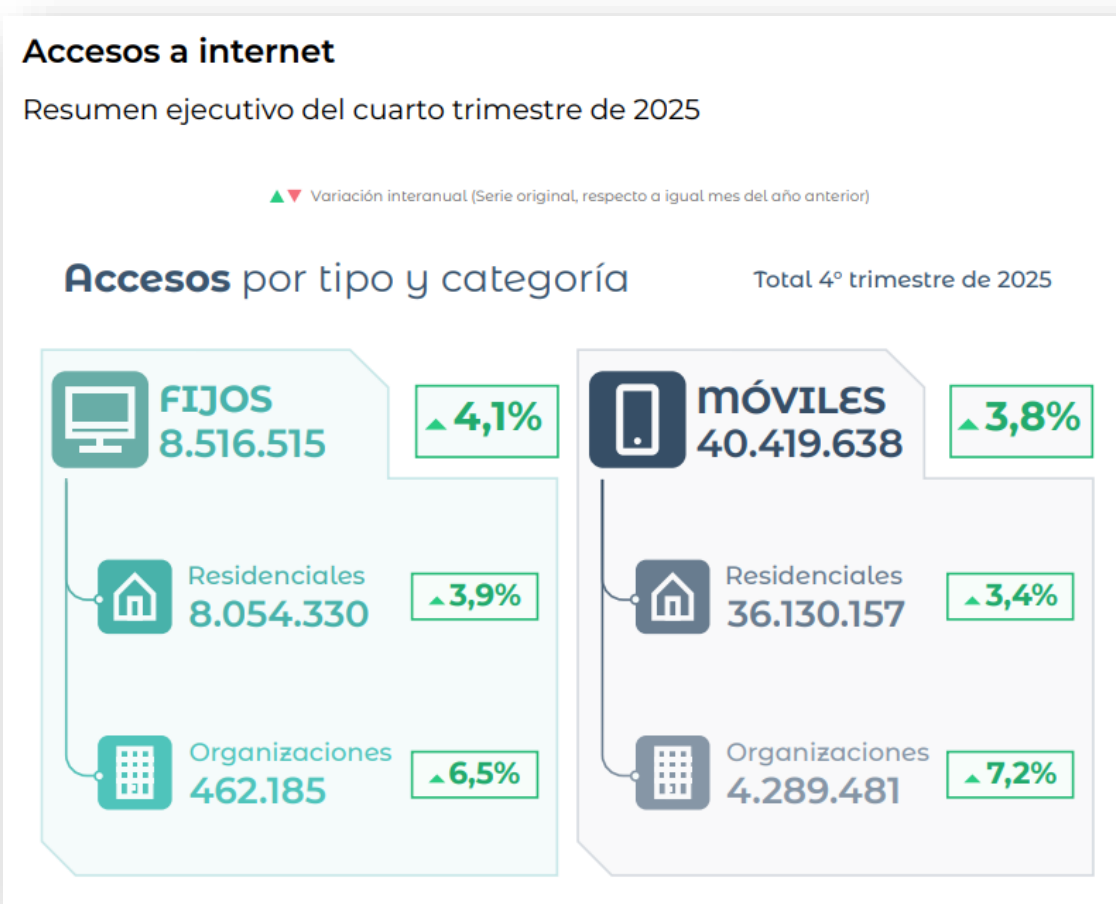 Accesos a internet
Resumen ejecutivo del cuarto trimestre de 2025
Variación interanual (Serie original, respecto a igual mes del año anterior)
Accesos por tipo y categoría
Total 4° trimestre de 2025
FIJOS
8.516.515
4,1%
Residenciales
8.054.330
3,9%
Organizaciones
462.185
6,5%
MÓVILES
40.419.638
3,8%
Residenciales
36.130.157
3,4%
Organizaciones
4.289.481
7,2%